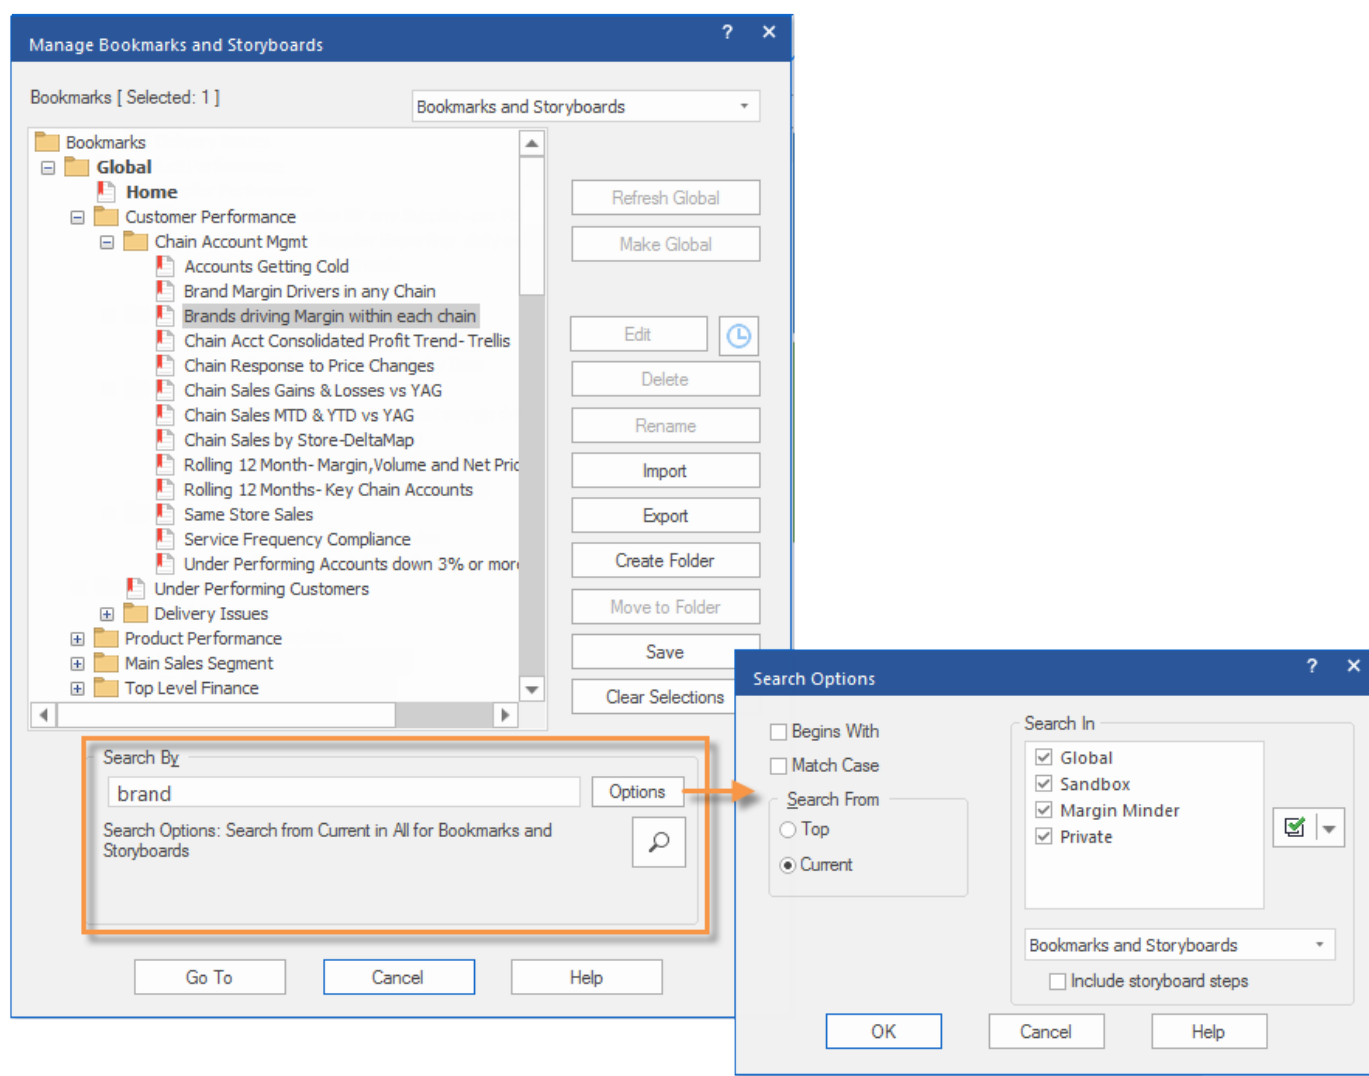 Manage Bookmarks and Storyboards
? ×
Bookmarks [ Selected: 1 ]
Bookmarks and Storyboards
Bookmarks
Global
Home
Customer Performance
Chain Account Mgmt
Accounts Getting Cold
Brand Margin Drivers in any Chain
Brands driving Margin within each chain
Chain Acct Consolidated Profit Trend- Trellis
Chain Response to Price Changes
Chain Sales Gains & Losses vs YAG
Chain Sales MTD & YTD vs YAG
Chain Sales by Store-DeltaMap
Rolling 12 Month- Margin,Volume and Net Pric
Rolling 12 Months- Key Chain Accounts
Same Store Sales
Service Frequency Compliance
Under Performing Accounts down 3% or mor
Under Performing Customers
Delivery Issues
Product Performance
Main Sales Segment
Top Level Finance
Refresh Global
Make Global
Edit
Delete
Rename
Import
Export
Create Folder
Move to Folder
Save
Clear Selections
Search By
brand
Options
Search Options: Search from Current in All for Bookmarks and
Storyboards
Go To
Cancel
Help
Search Options
? ×
Begins With
Match Case
Search From
Top
Current
Search In
Global
Sandbox
Margin Minder
Private
Bookmarks and Storyboards
Include storyboard steps
OK
Cancel
Help